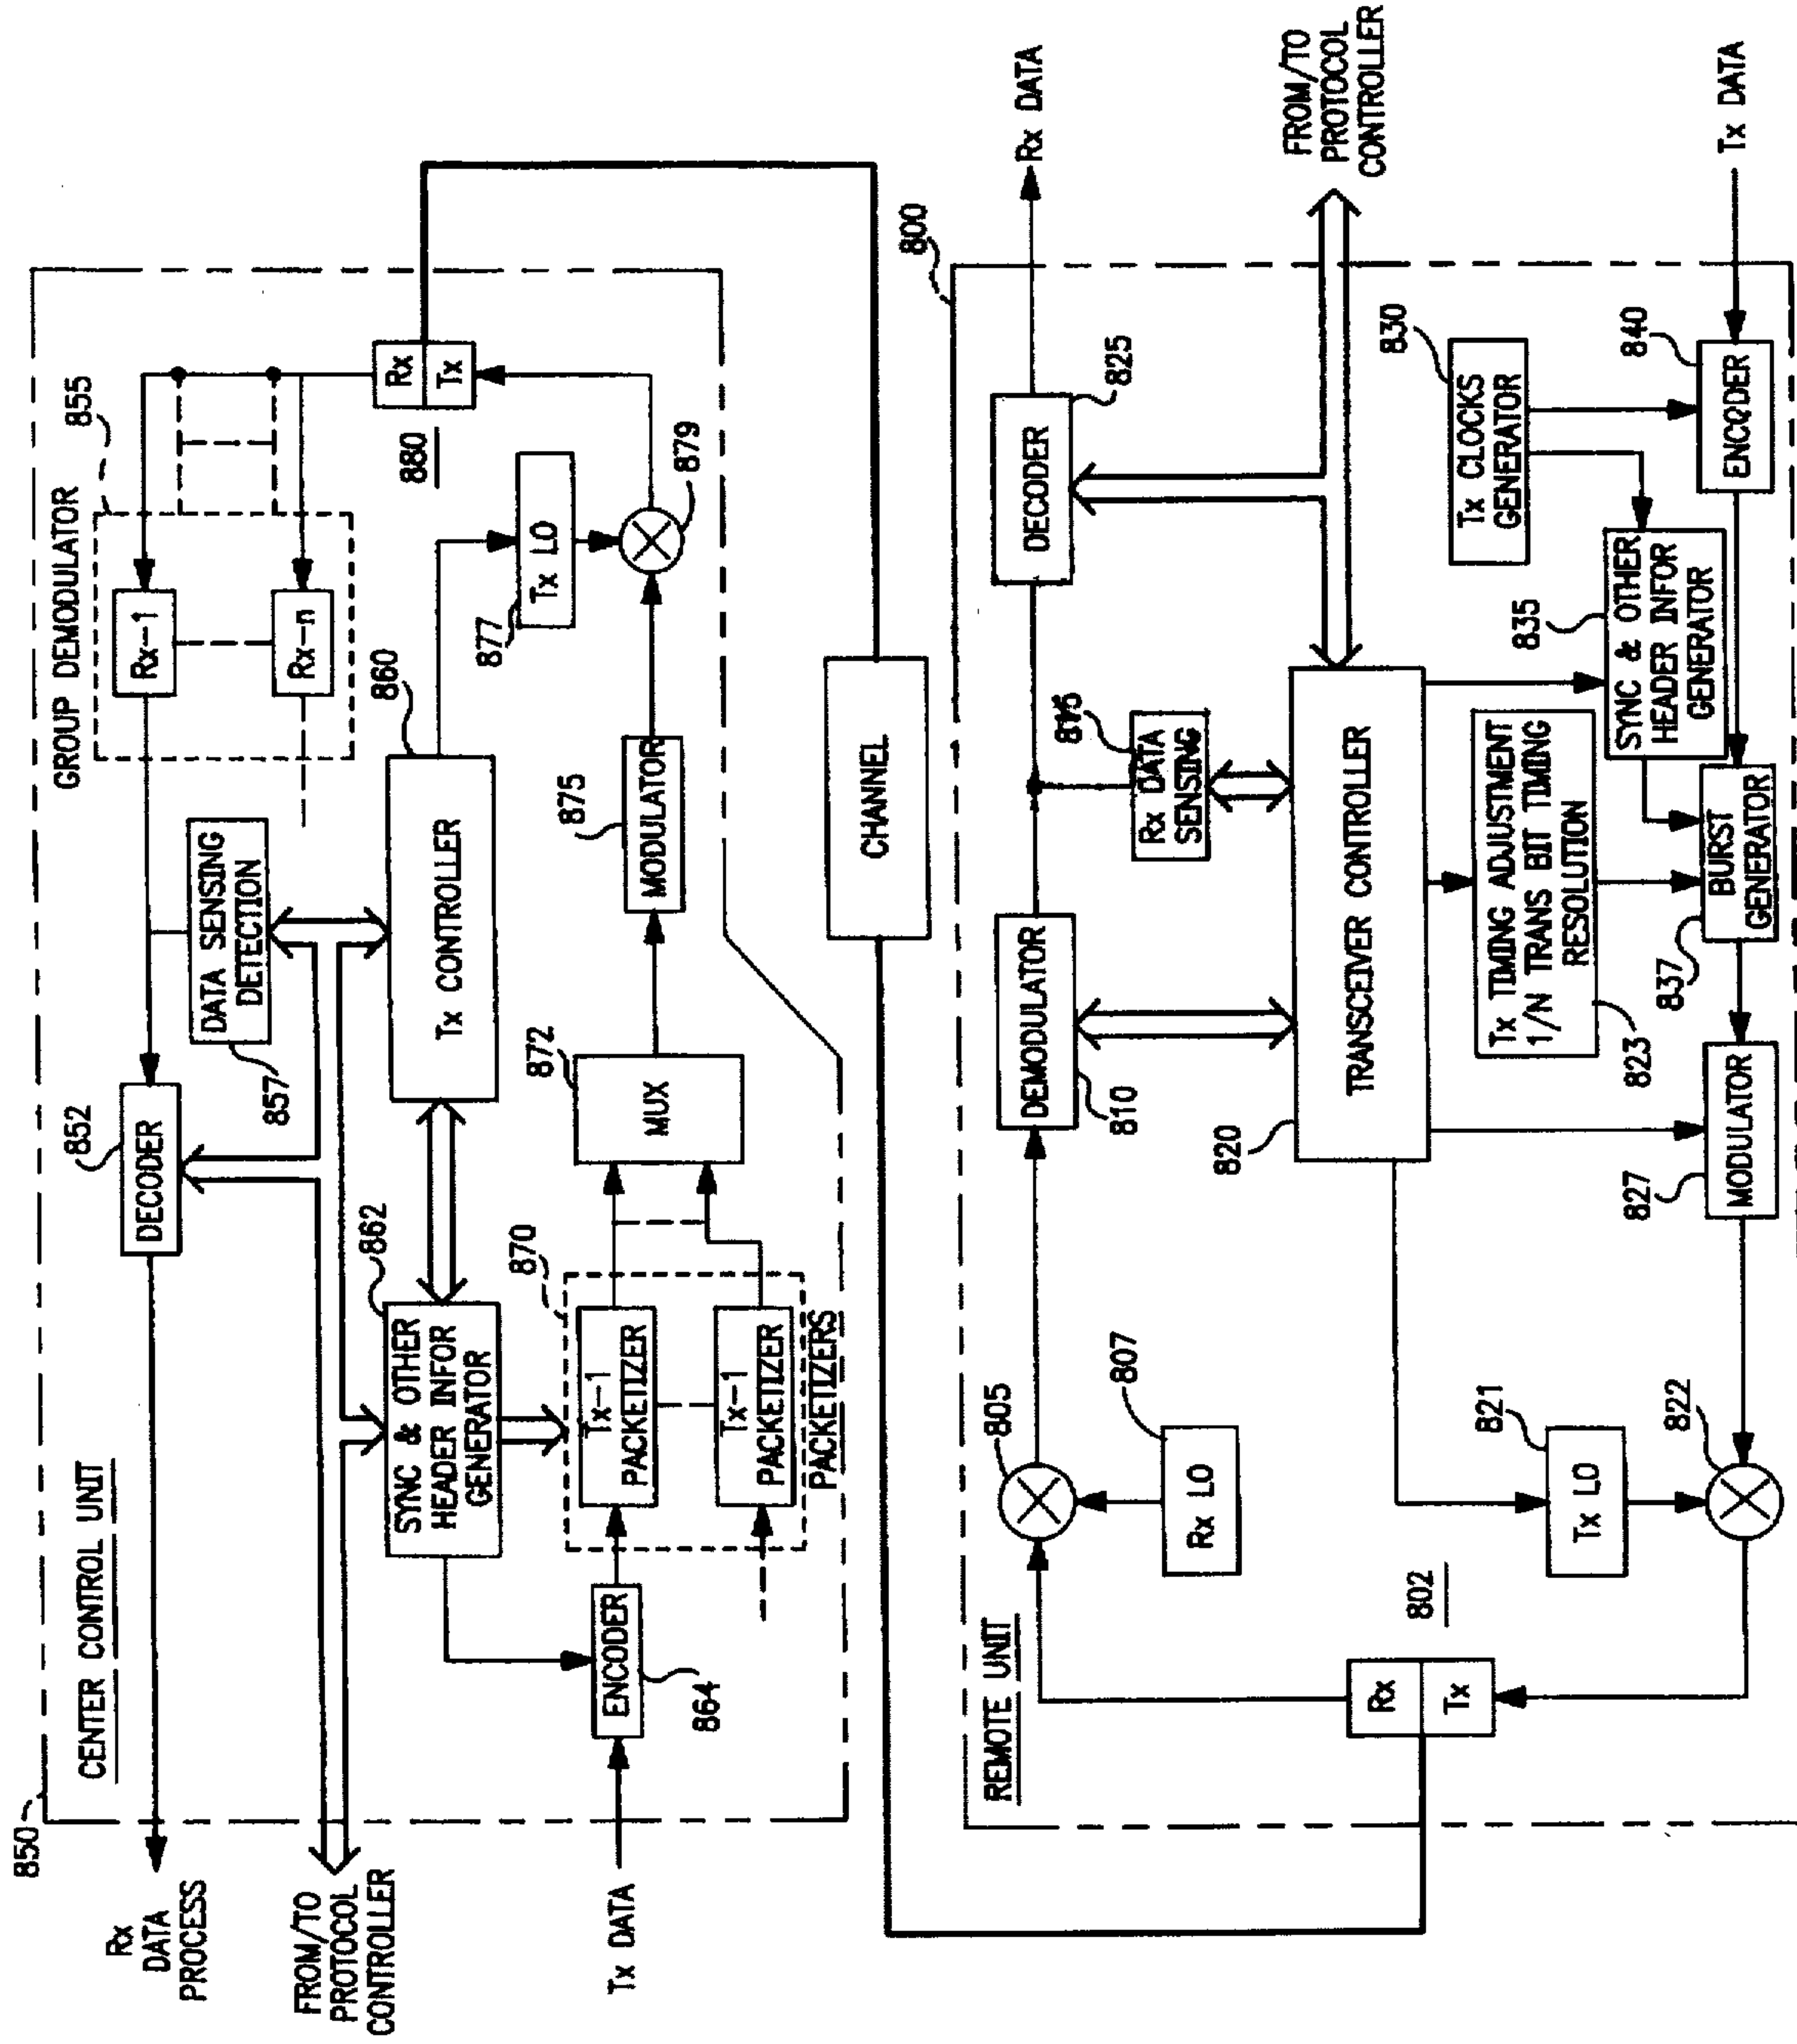 850
CENTER CONTROL UNIT
Rx
DATA
PROCESS
FROM/TO
PROTOCOL
CONTROLLER
Tx DATA
852
DECODER
DATA SENSING
DETECTION
857
GROUP DEMODULATOR
855
Rx-1
Rx-n
862
SYNC & OTHER
HEADER INFOR
GENERATOR
860
Tx CONTROLLER
ENCODER
864
870
Tx-1
PACKETIZER
Tx-1
PACKETIZER
PACKETIZERS
872
MUX
875
MODULATOR
877
Tx LO
879
880
Rx
Tx
CHANNEL
800
REMOTE UNIT
802
Rx
Tx
805
807
Rx LO
DEMODULATOR
810
Rx DATA
SENSING
DECODER
825
Rx DATA
FROM/TO
PROTOCOL
CONTROLLER
820
TRANSCEIVER CONTROLLER
821
Tx LO
822
827
MODULATOR
Tx TIMING ADJUSTMENT
1/N TRANS BIT TIMING
RESOLUTION
823
837
BURST
GENERATOR
835
SYNC & OTHER
HEADER INFOR
GENERATOR
830
Tx CLOCKS
GENERATOR
840
ENCODER
Tx DATA